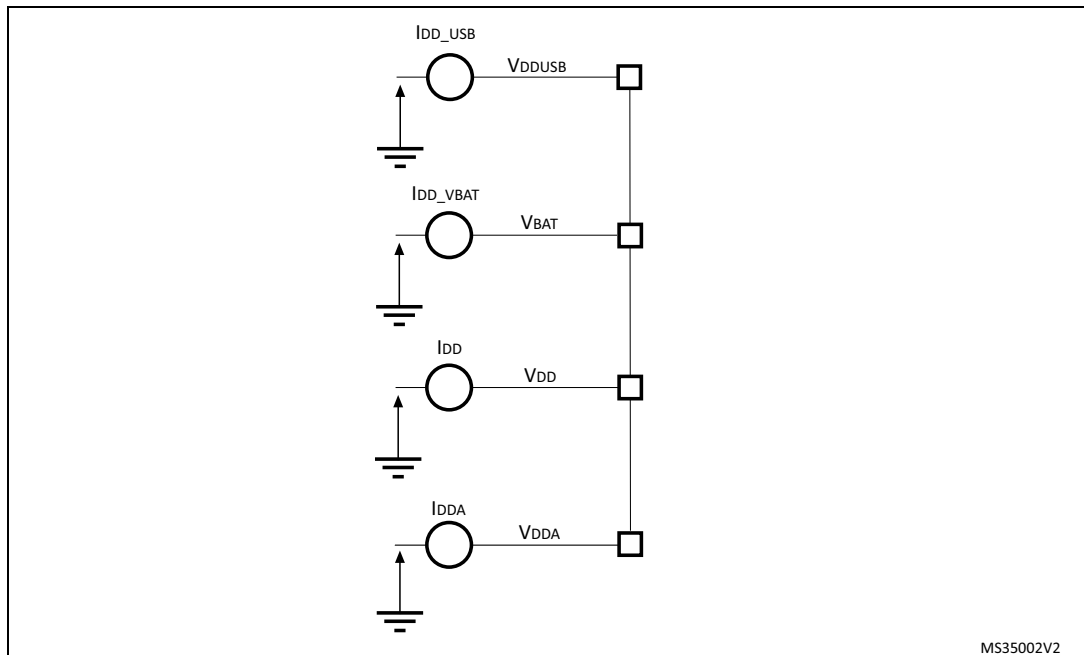 IDD_USB
VDDUSB
IDD_VBAT
VBAT
IDD
VDD
IDDA
VDDA
MS35002V2